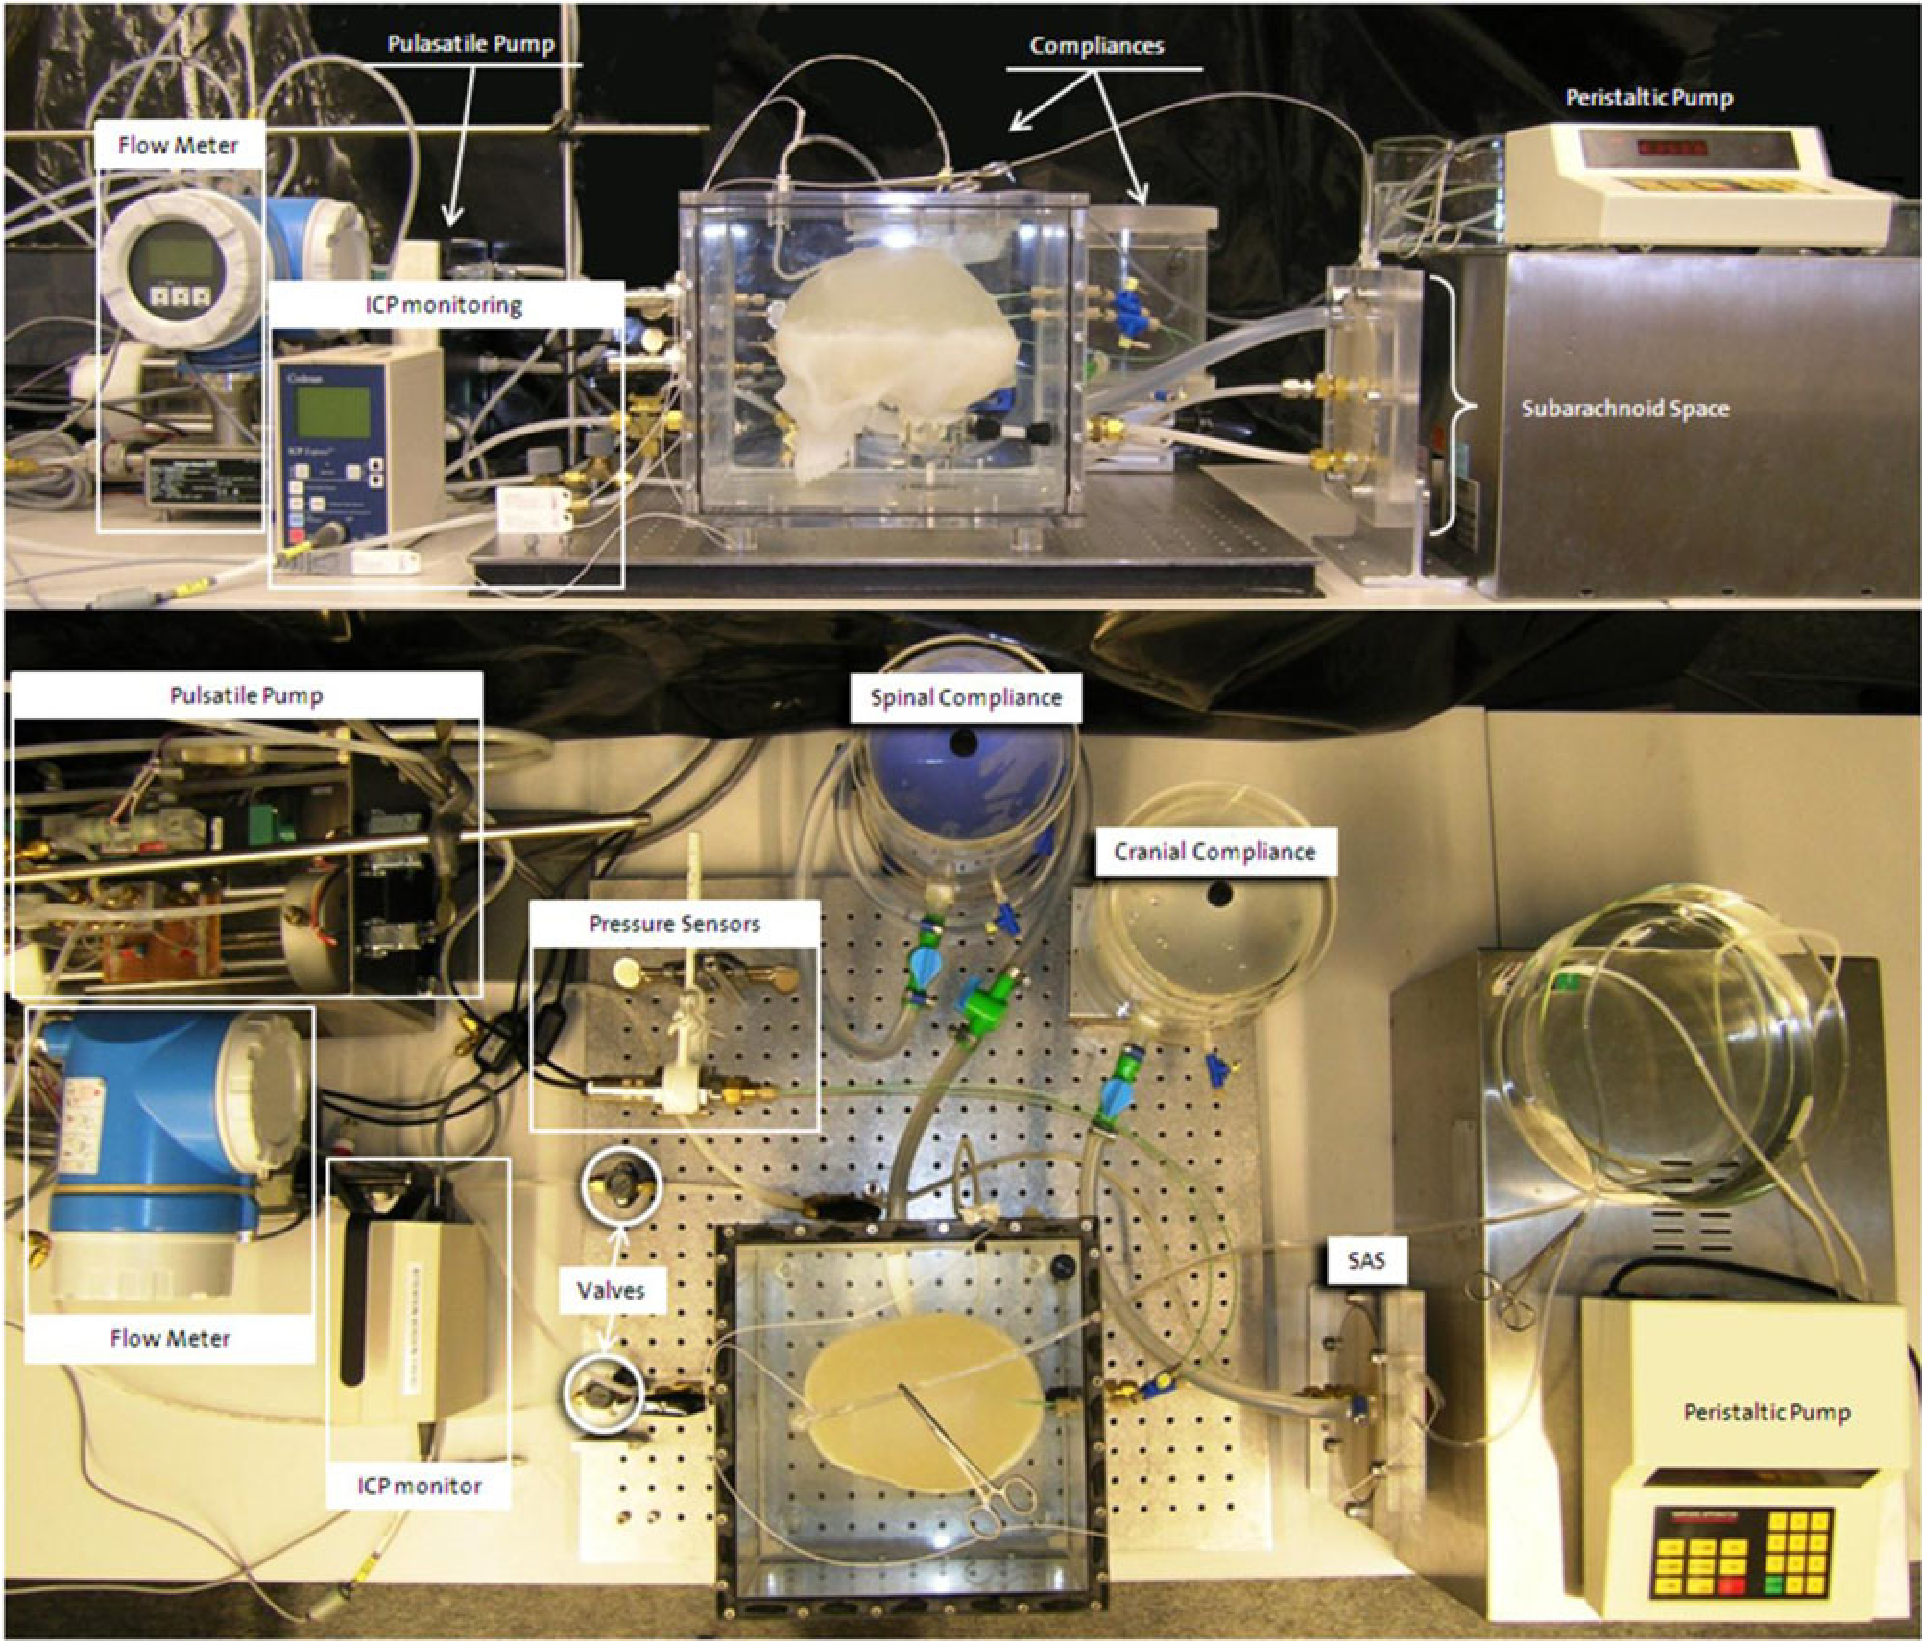 Pulasatile Pump
Compliances
Peristaltic Pump
Flow Meter
ICP monitoring
Subarachnoid Space
Pulsatile Pump
Spinal Compliance
Cranial Compliance
Pressure Sensors
SAS
Valves
Flow Meter
Peristaltic Pump
ICP monitor